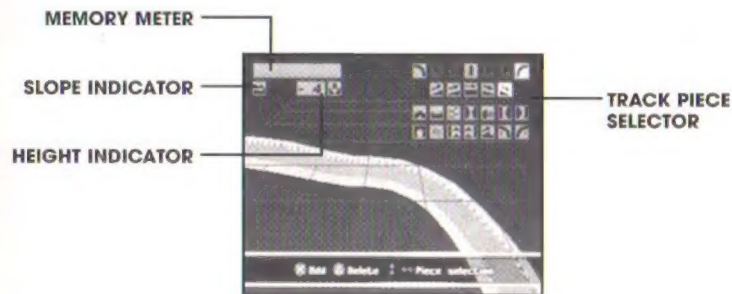 MEMORY METER
SLOPE INDICATOR
HEIGHT INDICATOR
TRACK PIECE
SELECTOR
Add Delete Piece selection